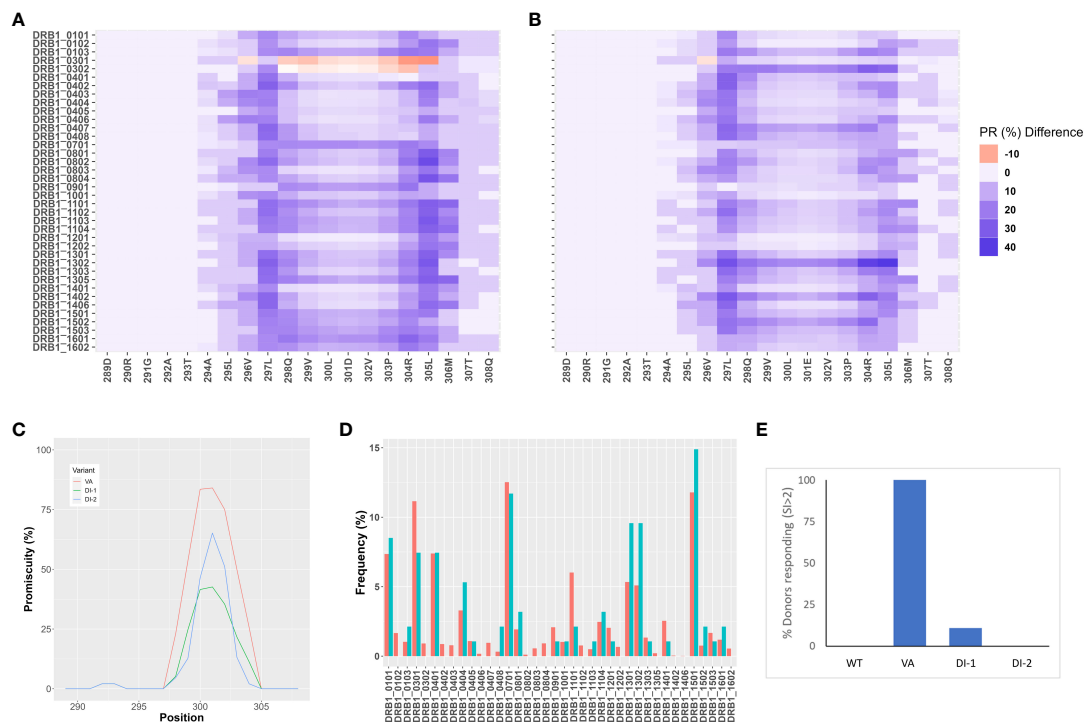 A
DRB1_0101
DRB1_0102
DRB1_0103
DRB1_0301
DRB1_0302
DRB1_0401
DRB1_0402
DRB1_0403
DRB1_0404
DRB1_0405
DRB1_0406
DRB1_0407
DRB1_0408
DRB1_0701
DRB1_0801
DRB1_0802
DRB1_0803
DRB1_0804
DRB1_0901
DRB1_1001
DRB1_1101
DRB1_1102
DRB1_1103
DRB1_1104
DRB1_1201
DRB1_1202
DRB1_1301
DRB1_1302
DRB1_1303
DRB1_1305
DRB1_1401
DRB1_1402
DRB1_1406
DRB1_1501
DRB1_1502
DRB1_1503
DRB1_1601
DRB1_1602
289D
290R
291G
292A
293T
294A
295L
296V
297L
298Q
299V
300L
301D
302V
303P
304R
305L
306M
307T
308Q
B
289D
290R
291G
292A
293T
294A
295L
296V
297L
298Q
299V
300L
301E
302V
303P
304R
305L
306M
307T
308Q
PR (%) Difference
-10
0
10
20
30
40
C
Promiscuity (%)
100
75
50
25
0
Variant
VA
DI-1
DI-2
290
295
300
305
Position
D
Frequency (%)
15
10
5
0
DRB1_0101
DRB1_0102
DRB1_0103
DRB1_0301
DRB1_0302
DRB1_0401
DRB1_0402
DRB1_0403
DRB1_0404
DRB1_0405
DRB1_0406
DRB1_0407
DRB1_0408
DRB1_0701
DRB1_0801
DRB1_0802
DRB1_0803
DRB1_0804
DRB1_0901
DRB1_1001
DRB1_1101
DRB1_1102
DRB1_1103
DRB1_1104
DRB1_1201
DRB1_1202
DRB1_1301
DRB1_1302
DRB1_1303
DRB1_1305
DRB1_1401
DRB1_1402
DRB1_1406
DRB1_1501
DRB1_1502
DRB1_1503
DRB1_1601
DRB1_1602
E
% Donors responding (SI>2)
100
75
50
25
0
WT
VA
DI-1
DI-2